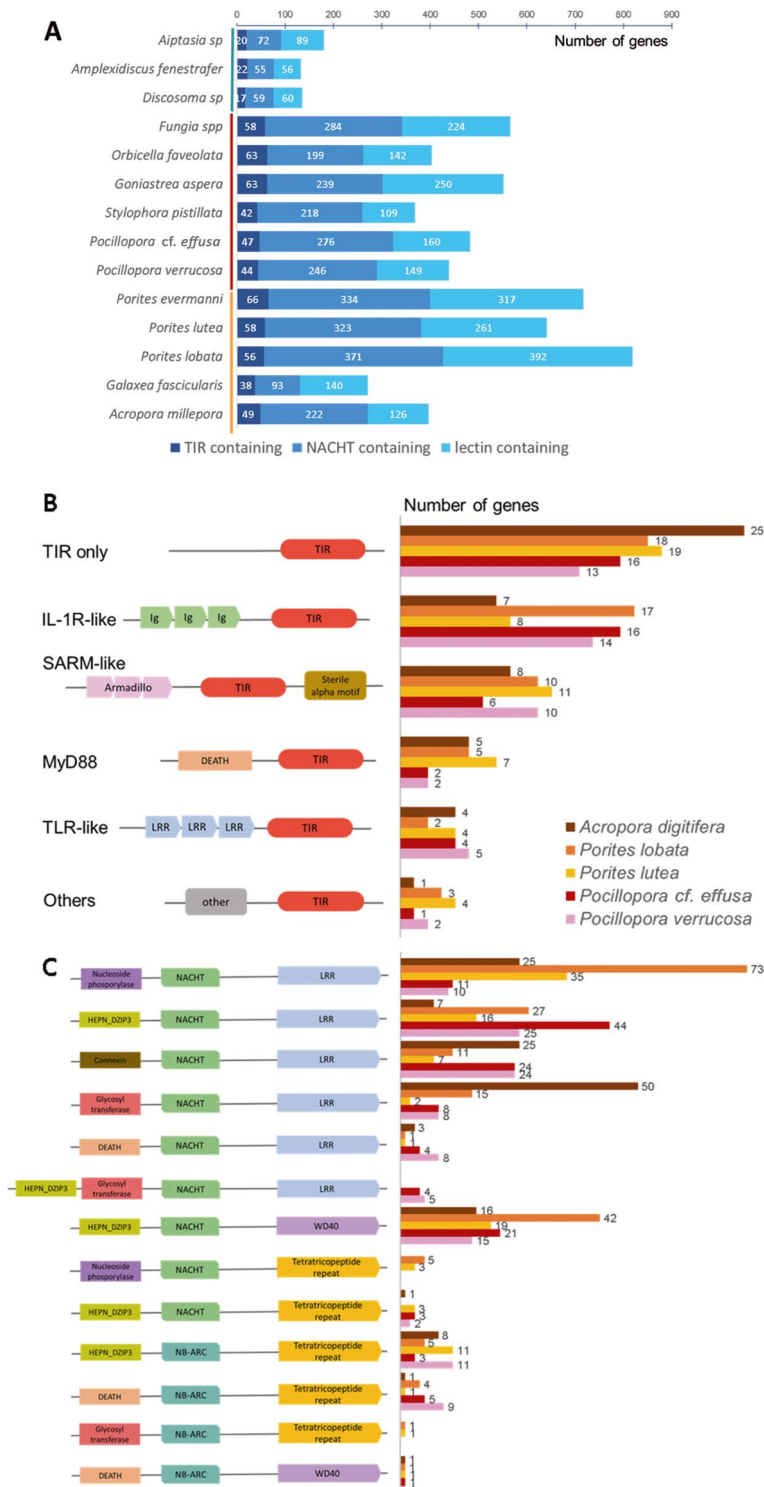 A
0 100 200 300 400 500 600 700 800 900
Number of genes
Aiptasia sp 20 72 89
Amplexidiscus fenestrafer 22 55 56
Discosoma sp 17 59 60
Fungia spp 58 284 224
Orbicella faveolata 63 199 142
Goniastrea aspera 63 239 250
Stylophora pistillata 42 218 109
Pocillopora cf. effusa 47 276 160
Pocillopora verrucosa 44 246 149
Porites evermanni 66 334 317
Porites lutea 58 323 261
Porites lobata 56 371 392
Galaxea fascicularis 38 93 140
Acropora millepora 49 222 126
TIR containing NACHT containing lectin containing
B
Number of genes
TIR only TIR
25
18
19
16
13
IL-1R-like Ig Ig Ig TIR
7
17
8
16
14
SARM-like
Armadillo TIR Sterile
alpha motif
8
10
11
6
10
MyD88 DEATH TIR
5
5
7
2
2
TLR-like LRR LRR LRR TIR
4
2
4
4
5
Others other TIR
1
3
4
1
2
Acropora digitifera
Porites lobata
Porites lutea
Pocillopora cf. effusa
Pocillopora verrucosa
C
Nucleoside
phosporylase NACHT LRR
25
73
35
11
10
HEPN_DZIP3 NACHT LRR
7
27
16
44
25
Connexin NACHT LRR
25
11
7
24
24
Glycosyl
transferase NACHT LRR
50
15
2
8
8
DEATH NACHT LRR
3
1
1
4
8
HEPN_DZIP3 Glycosyl
transferase NACHT LRR
4
5
HEPN_DZIP3 NACHT WD40
16
42
19
21
15
Nucleoside
phosporylase NACHT Tetratricopeptide
repeat
5
3
HEPN_DZIP3 NACHT Tetratricopeptide
repeat
1
3
3
2
HEPN_DZIP3 NB-ARC Tetratricopeptide
repeat
8
5
11
3
11
DEATH NB-ARC Tetratricopeptide
repeat
1
4
1
5
9
Glycosyl
transferase NB-ARC Tetratricopeptide
repeat
1
1
DEATH NB-ARC WD40
1
1
1
1